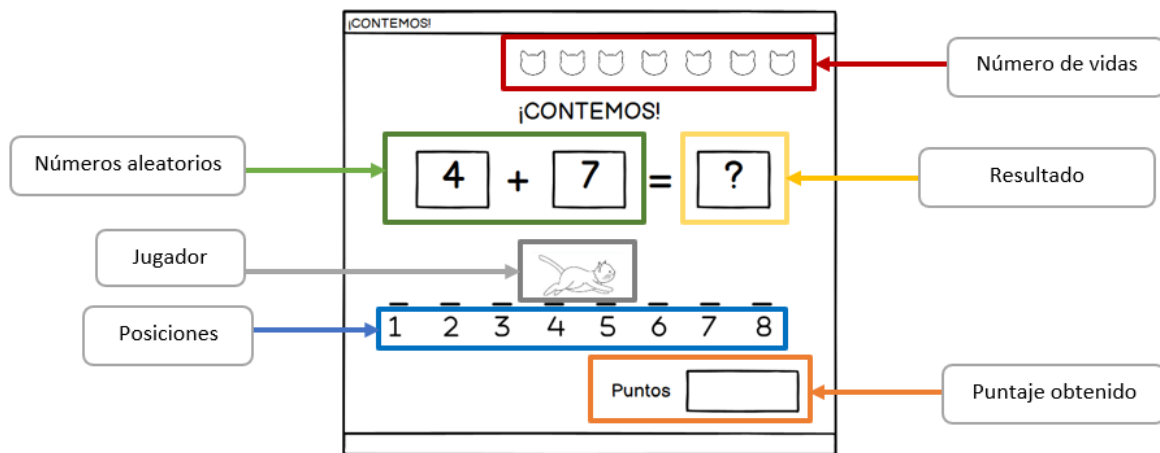 ¡CONTEMOS!
Número de vidas
¡CONTEMOS!
Números aleatorios
4 + 7 = ?
Resultado
Jugador
1 2 3 4 5 6 7 8
Posiciones
Puntos
Puntaje obtenido